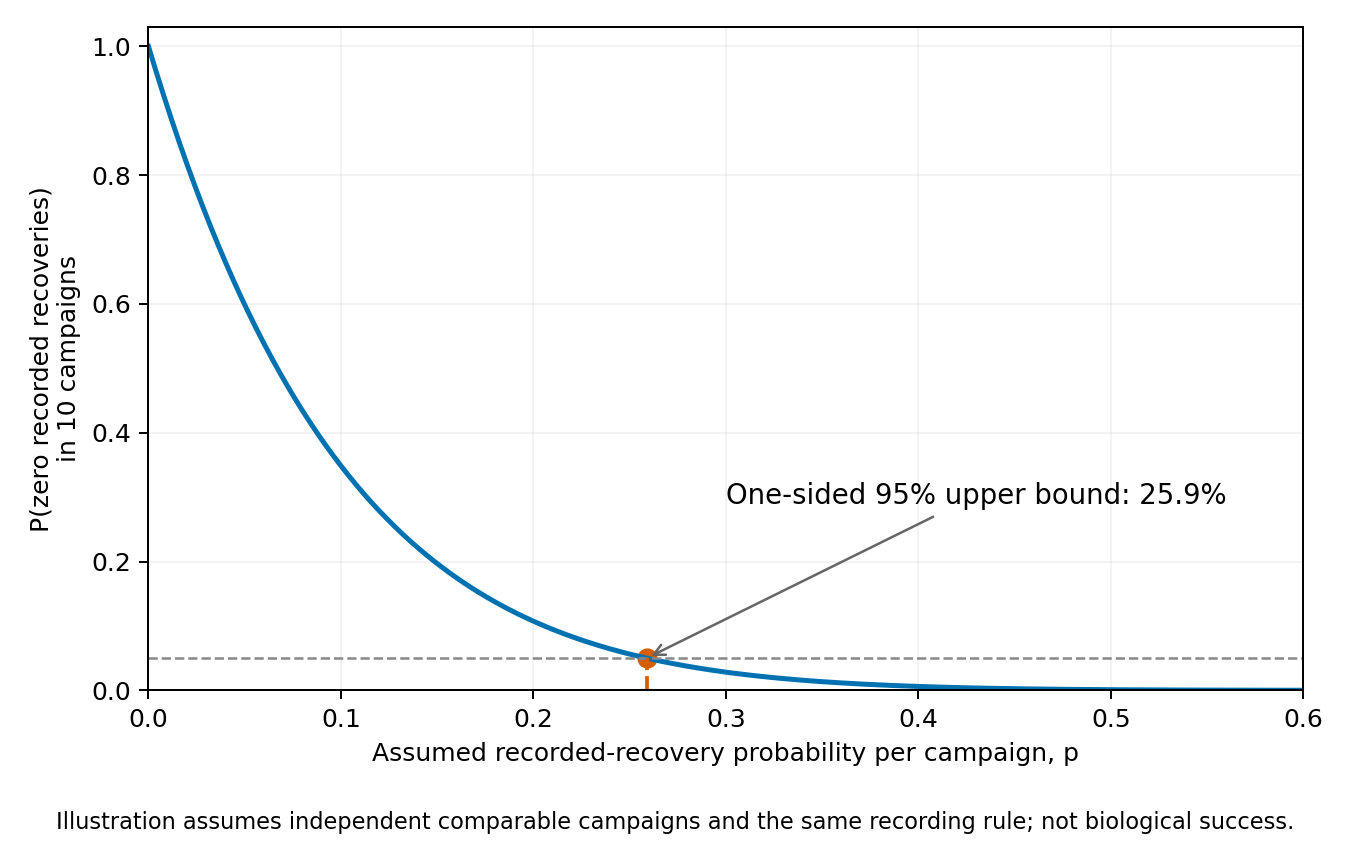 1.0
0.8
0.6
0.4
0.2
0.0
P(zero recorded recoveries)
in 10 campaigns
One-sided 95% upper bound: 25.9%
0.0 0.1 0.2 0.3 0.4 0.5 0.6
Assumed recorded-recovery probability per campaign, p
Illustration assumes independent comparable campaigns and the same recording rule; not biological success.